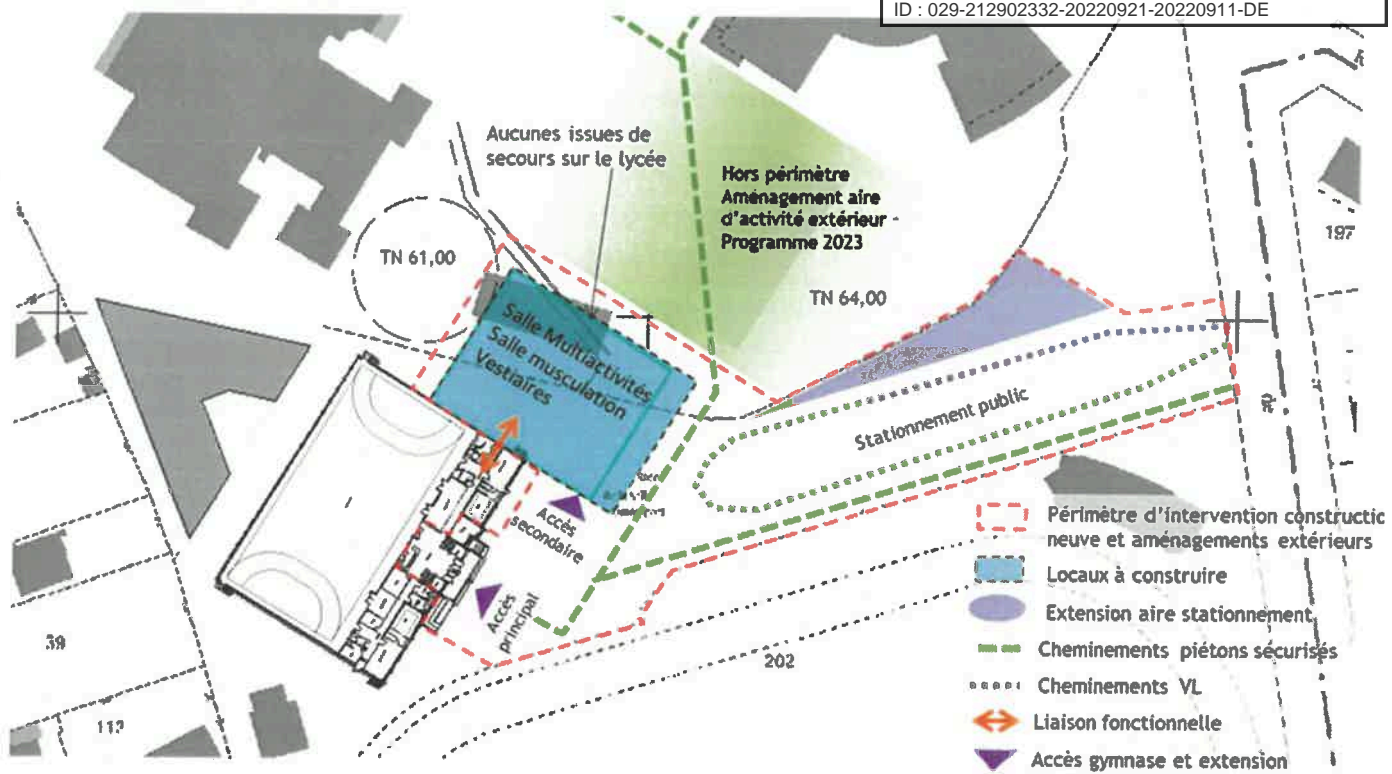 ID : 029-212902332-20220921-20220911-DE
Aucunes issues de
secours sur le lycée
Hors périmètre
Aménagement aire
d'activité extérieur -
Programme 2023
197
TN 61,00
TN 64,00
Salle Multiactivités
Salle musculation
Vestiaires
Stationnement public
Accès
secondaire
Accès
principal
39
112
202
Périmètre d'intervention constructic
neuve et aménagements extérieurs
Locaux à construire
Extension aire stationnement
Cheminements piétons sécurisés
Cheminements VL
Liaison fonctionnelle
Accès gymnase et extension